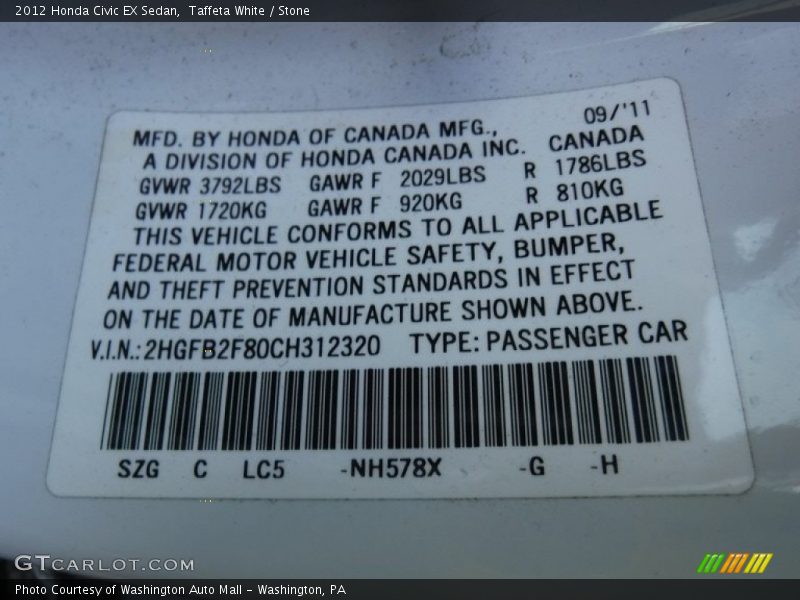 2012 Honda Civic EX Sedan,  Taffeta White / Stone
09/'11
MFD. BY HONDA OF CANADA MFG.,
A DIVISION OF HONDA CANADA INC. CANADA
GVWR 3792LBS GAWR F 2029LBS R 1786LBS
GVWR 1720KG GAWR F 920KG R 810KG
THIS VEHICLE CONFORMS TO ALL APPLICABLE
FEDERAL MOTOR VEHICLE SAFETY, BUMPER,
AND THEFT PREVENTION STANDARDS IN EFFECT
ON THE DATE OF MANUFACTURE SHOWN ABOVE.
V.I.N.:2HGFB2F80CH312320 TYPE:PASSENGER CAR
SZG C LC5 -NH578X -G -H
GTCARLOT.COM
Photo Courtesy of Washington Auto Mall – Washington, PA